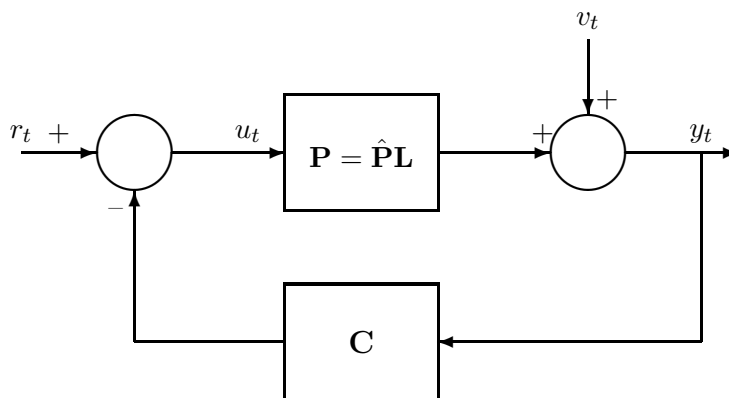 v_t
+
r_t +
u_t
P = P̂L
+
y_t
−
C